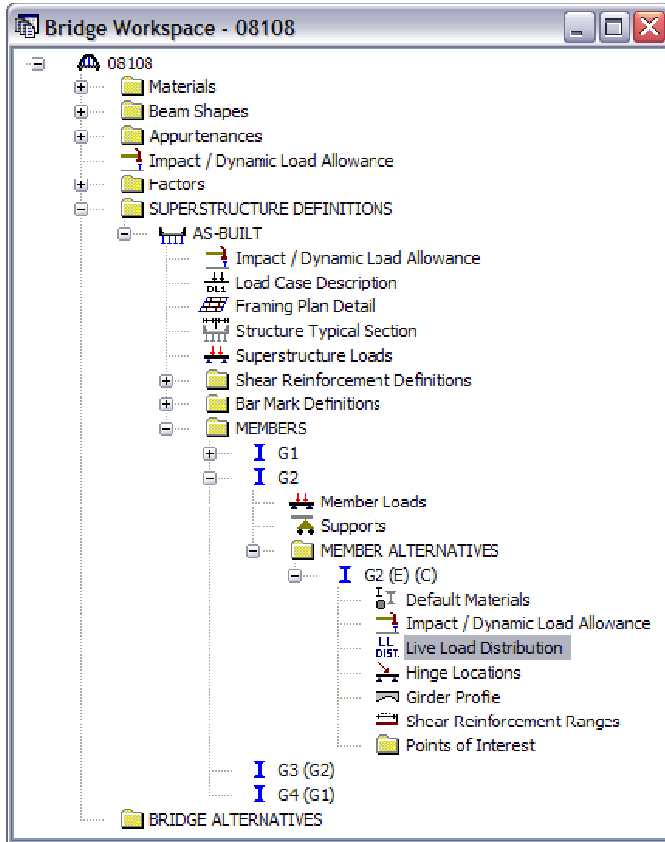 Bridge Workspace - 08108
08108
Materials
Beam Shapes
Appurtenances
Impact / Dynamic Load Allowance
Factors
SUPERSTRUCTURE DEFINITIONS
AS-BUILT
Impact / Dynamic Load Allowance
DL1 Load Case Description
Framing Plan Detail
Structure Typical Section
Superstructure Loads
Shear Reinforcement Definitions
Bar Mark Definitions
MEMBERS
G1
G2
Member Loads
Supports
MEMBER ALTERNATIVES
G2 (E) (C)
Default Materials
Impact / Dynamic Load Allowance
LL DIST. Live Load Distribution
Hinge Locations
Girder Profile
Shear Reinforcement Ranges
Points of Interest
G3 (G2)
G4 (G1)
BRIDGE ALTERNATIVES